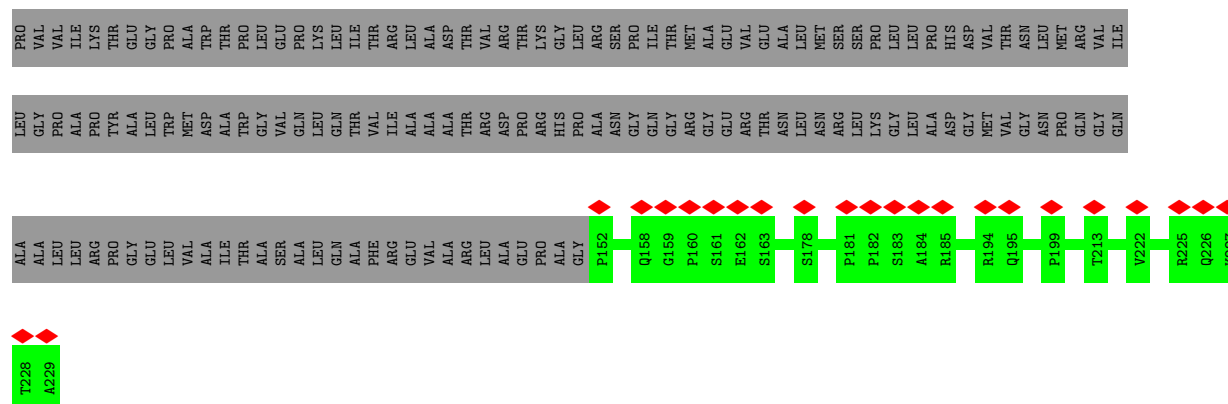 PRO VAL VAL ILE LYS THR GLU GLY PRO ALA TRP THR PRO LEU GLU PRO LYS LEU ILE THR ARG LEU ALA ASP THR VAL ARG THR LYS GLY LEU ARG SER PRO ILE THR MET ALA GLU VAL GLU ALA LEU MET SER SER PRO LEU LEU PRO HIS ASP VAL THR ASN LEU MET ARG VAL ILE
LEU GLY PRO ALA PRO TYR ALA LEU TRP MET ASP ALA TRP GLY VAL GLN LEU GLN THR VAL ILE ALA ALA ALA THR ARG ASP PRO ARG HIS PRO ALA ASN GLY GLN GLY ARG GLY GLU ARG THR ASN LEU ASN ARG LEU LYS GLY LEU ALA ASP GLY MET VAL GLY ASN PRO GLN GLY GLN
ALA ALA LEU LEU ARG PRO GLY GLU LEU VAL ALA ILE THR ALA SER ALA LEU GLN ALA PHE ARG GLU VAL ALA ARG LEU ALA GLU PRO ALA GLY P152 Q158 G159 P160 S161 E162 S163 S178 P181 P182 S183 A184 R185 R194 Q195 P199 T213 V222 R225 Q226
T228 A229